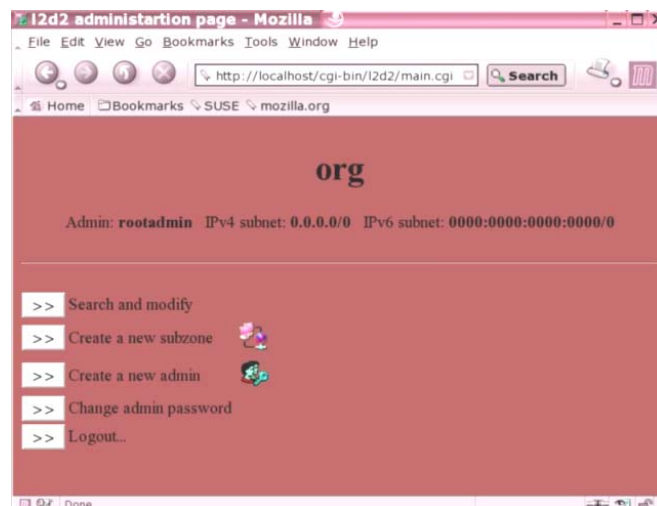 l2d2 administartion page - Mozilla
File Edit View Go Bookmarks Tools Window Help
http://localhost/cgi-bin/l2d2/main.cgi Search
Home Bookmarks SUSE mozilla.org
org
Admin: rootadmin IPv4 subnet: 0.0.0.0/0 IPv6 subnet: 0000:0000:0000:0000/0
>> Search and modify
>> Create a new subzone
>> Create a new admin
>> Change admin password
>> Logout...
Done